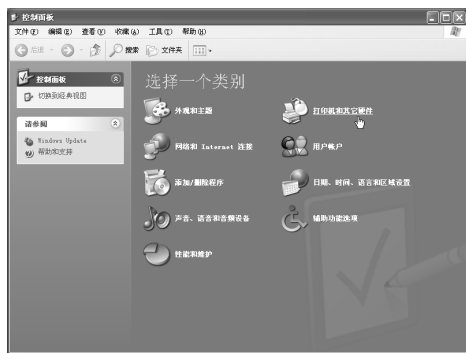 控制面板
文件(F) 编辑(E) 查看(V) 收藏(A) 工具(T) 帮助(H)
后退 搜索 文件夹
控制面板
切换到经典视图
请参阅
Windows Update
帮助和支持
选择一个类别
外观和主题
打印机和其它硬件
网络和 Internet 连接
用户帐户
添加/删除程序
日期、时间、语言和区域设置
声音、语音和音频设备
辅助功能选项
性能和维护